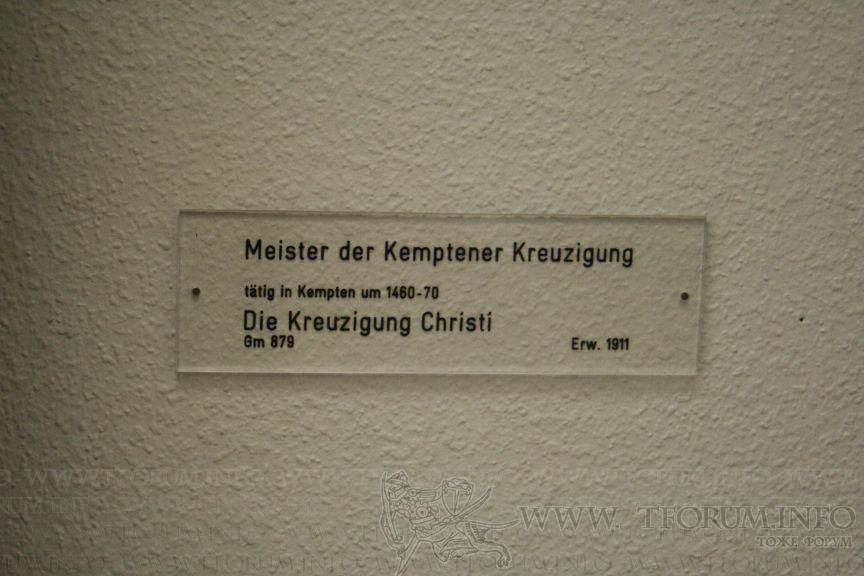 Meister der Kemptener Kreuzigung
tätig in Kempten um 1460-70
Die Kreuzigung Christi
Gm 879 Erw. 1911
WWW.TFORUM.INFO
ТОЖЕ ФОРУМ